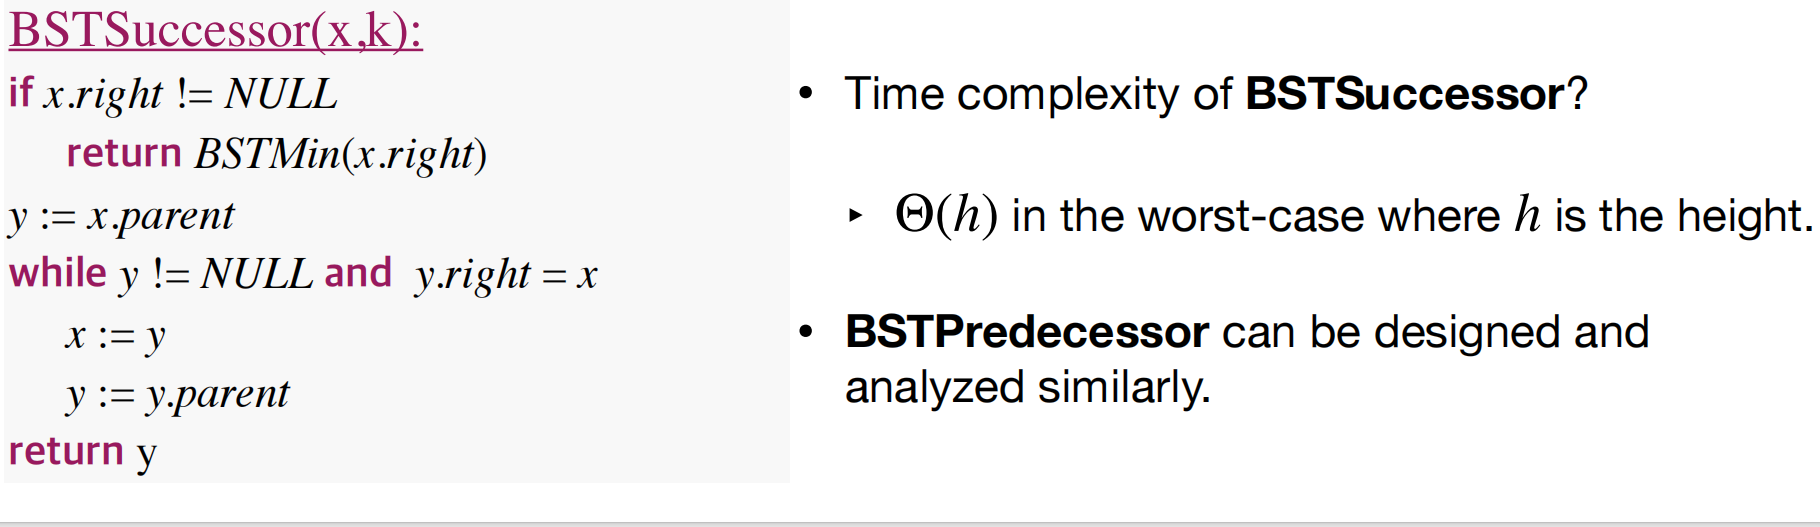 BSTSuccessor(x,k):
if x.right != NULL
return BSTMin(x.right)
y := x.parent
while y != NULL and y.right = x
x := y
y := y.parent
return y
• Time complexity of BSTSuccessor?
‣ Θ(h) in the worst-case where h is the height.
• BSTPredecessor can be designed and
analyzed similarly.